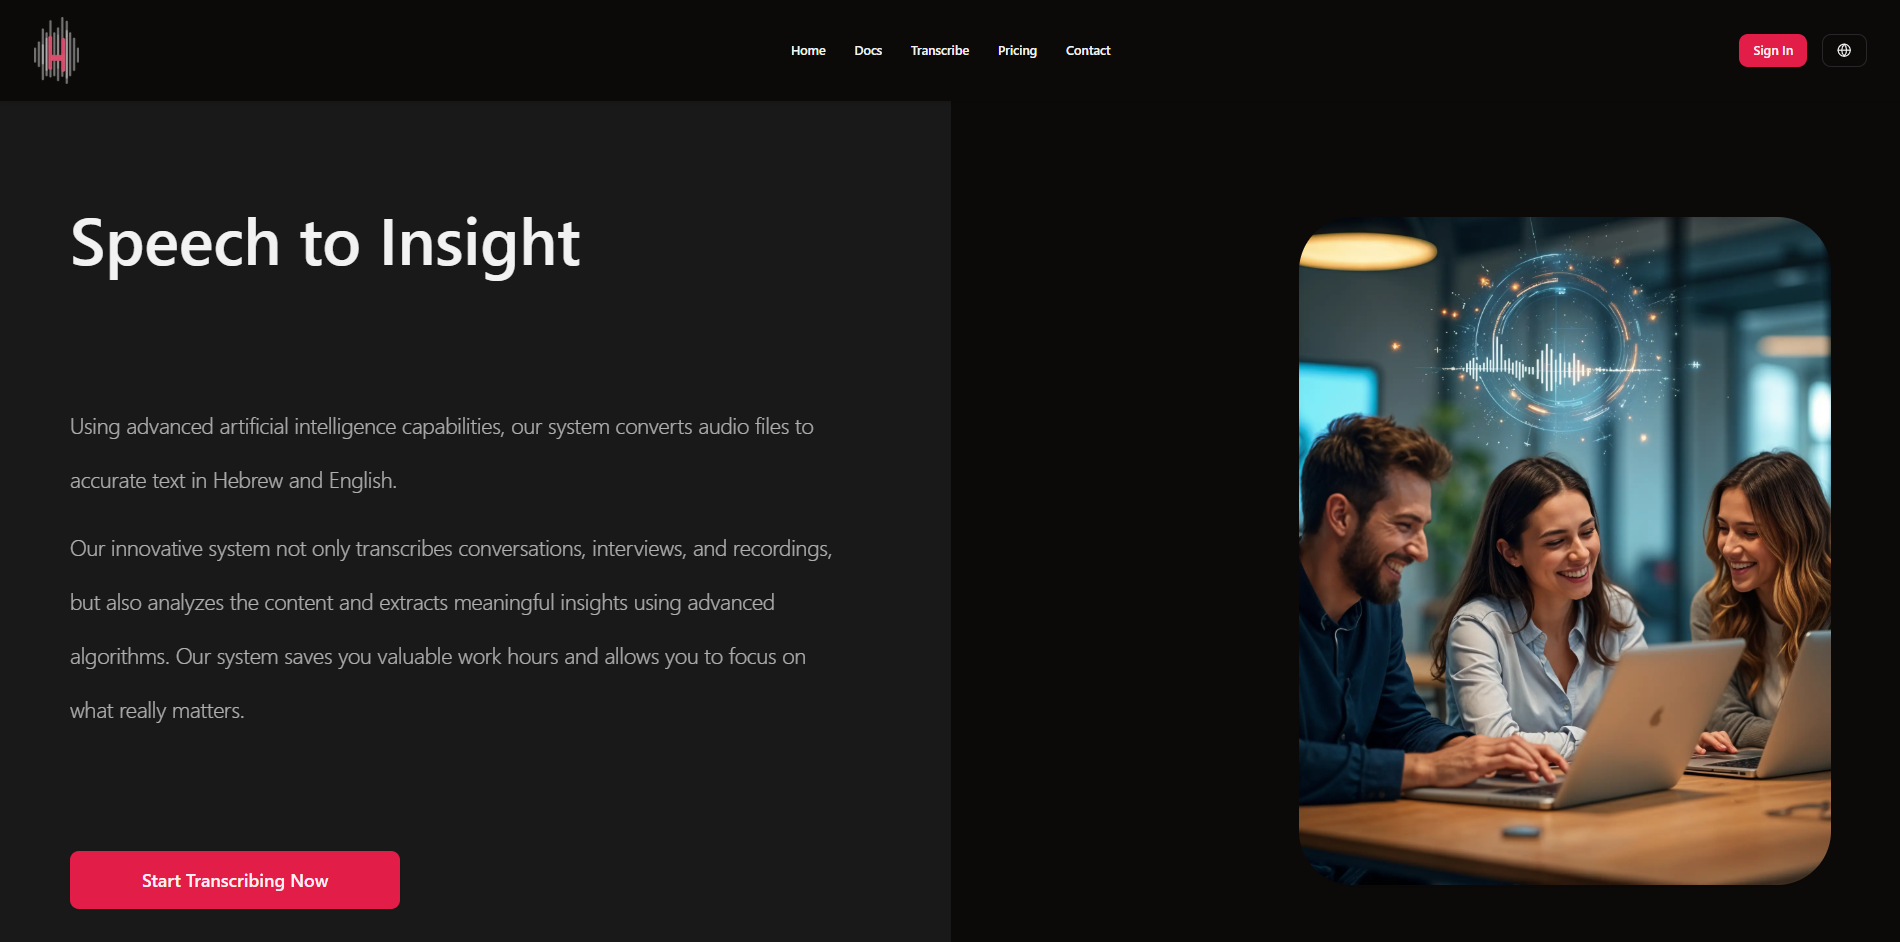 H
Home
Docs
Transcribe
Pricing
Contact
Sign In
Speech to Insight
Using advanced artificial intelligence capabilities, our system converts audio files to
accurate text in Hebrew and English.
Our innovative system not only transcribes conversations, interviews, and recordings,
but also analyzes the content and extracts meaningful insights using advanced
algorithms. Our system saves you valuable work hours and allows you to focus on
what really matters.
Start Transcribing Now